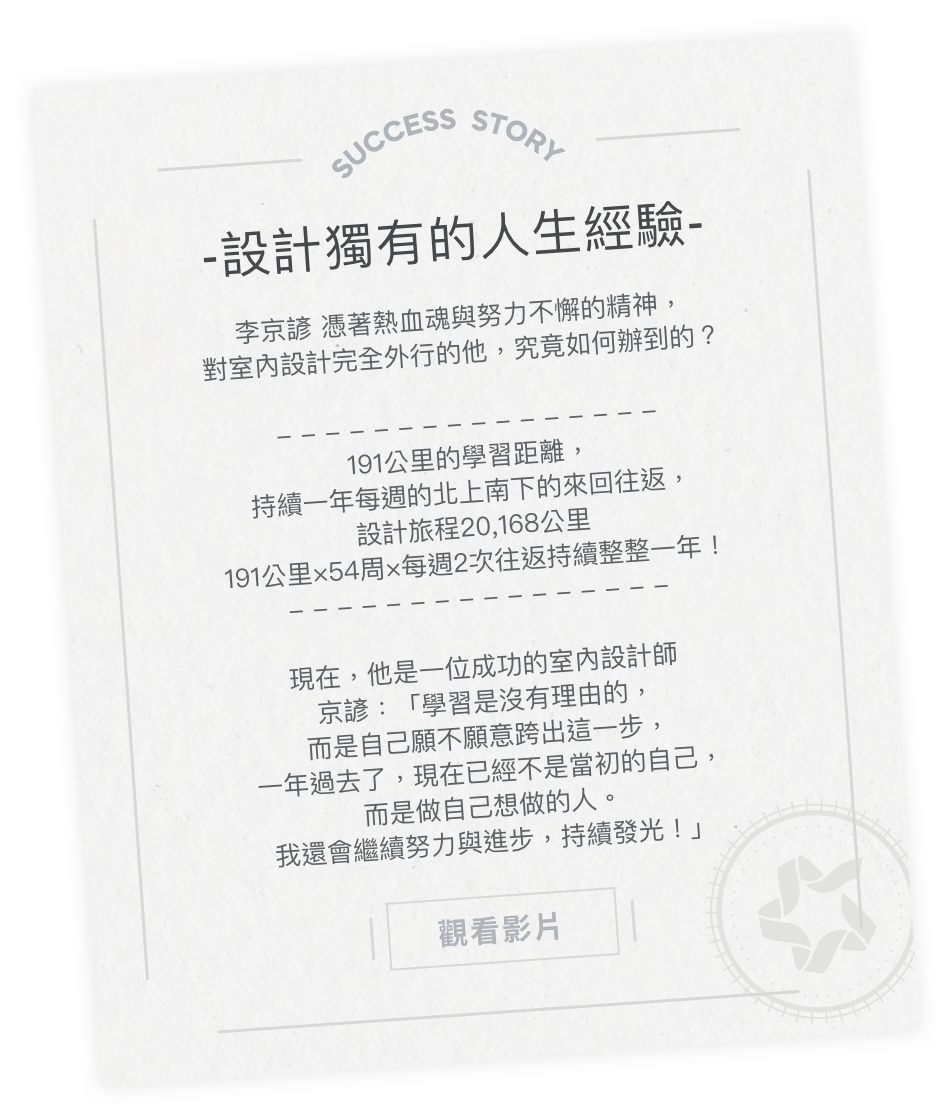 SUCCESS STORY
-設計獨有的人生經驗-
李京諺 憑著熱血魂與努力不懈的精神，
對室內設計完全外行的他，究竟如何辦到的？
– – – – – – – – – – – – – – – –
191公里的學習距離，
持續一年每週的北上南下的來回往返，
設計旅程20,168公里
191公里×54周×每週2次往返持續整整一年！
– – – – – – – – – – – – – – – –
現在，他是一位成功的室內設計師
京諺：「學習是沒有理由的，
而是自己願不願意跨出這一步，
一年過去了，現在已經不是當初的自己，
而是做自己想做的人。
我還會繼續努力與進步，持續發光！」
觀看影片